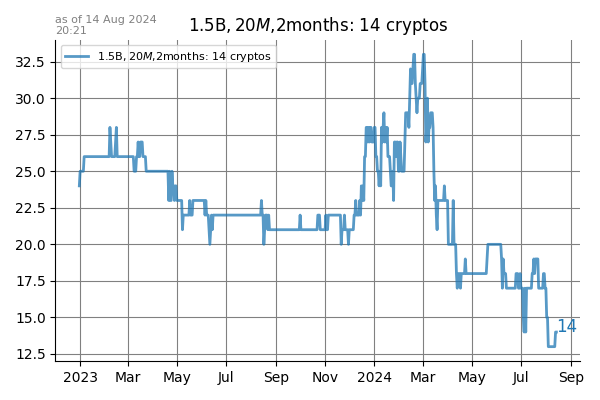 as of 14 Aug 2024
20:21
1.5B, 20M,2months: 14 cryptos
1.5B, 20M,2months: 14 cryptos
32.5
30.0
27.5
25.0
22.5
20.0
17.5
15.0
12.5
14
2023 Mar May Jul Sep Nov 2024 Mar May Jul Sep